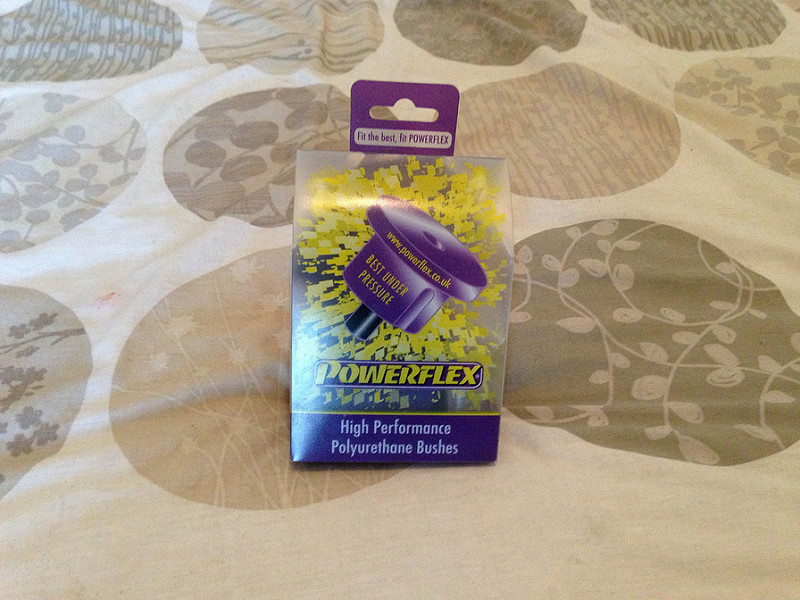 Fit the best, fit POWERFLEX
www.powerflex.co.uk
BEST UNDER
PRESSURE
POWERFLEX®
High Performance
Polyurethane Bushes